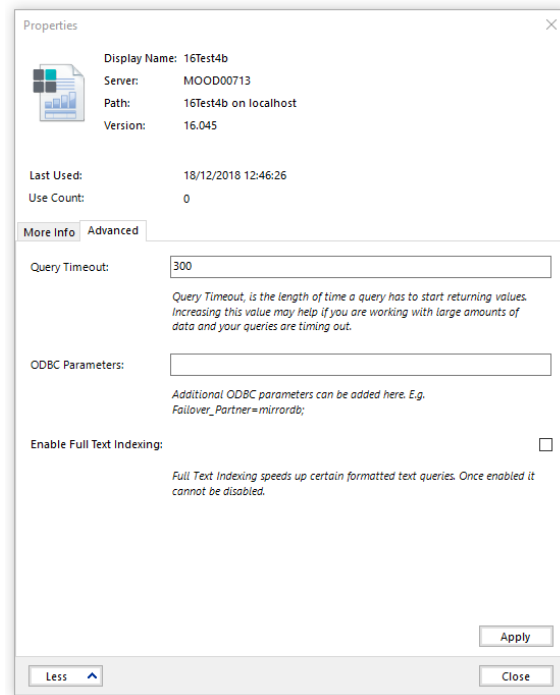 Properties
Display Name: 16Test4b
Server: MOOD00713
Path: 16Test4b on localhost
Version: 16.045
Last Used: 18/12/2018 12:46:26
Use Count: 0
More Info Advanced
Query Timeout: 300
Query Timeout, is the length of time a query has to start returning values.
Increasing this value may help if you are working with large amounts of
data and your queries are timing out.
ODBC Parameters:
Additional ODBC parameters can be added here. E.g.
Failover_Partner=mirrordb;
Enable Full Text Indexing:
Full Text Indexing speeds up certain formatted text queries. Once enabled it
cannot be disabled.
Apply
Less Close